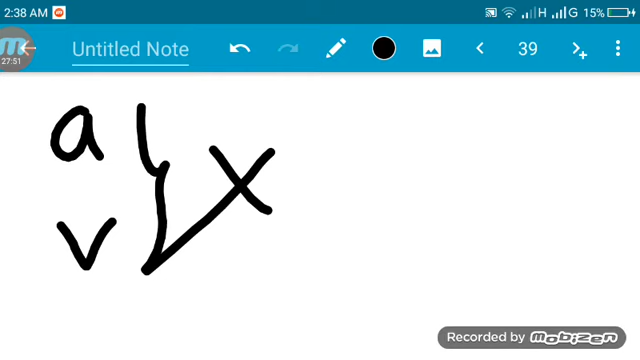 2:38 AM H G 15%
27:51
Untitled Note 39
a
v
x
Recorded by mobizen